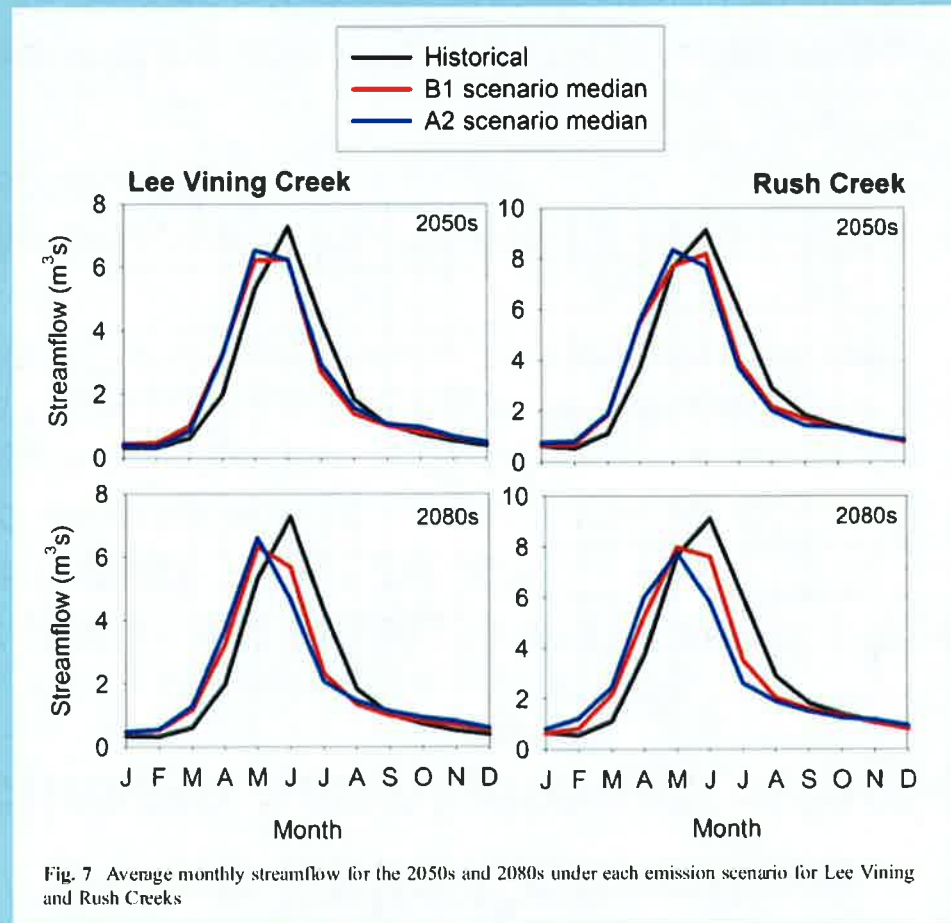 Historical
B1 scenario median
A2 scenario median
Lee Vining Creek
Rush Creek
8
6
4
2
0
Streamflow (m³s)
2050s
10
8
6
4
2
0
2050s
8
6
4
2
0
Streamflow (m³s)
2080s
J F M A M J J A S O N D
Month
10
8
6
4
2
0
2080s
J F M A M J J A S O N D
Month
Fig. 7 Average monthly streamflow for the 2050s and 2080s under each emission scenario for Lee Vining
and Rush Creeks